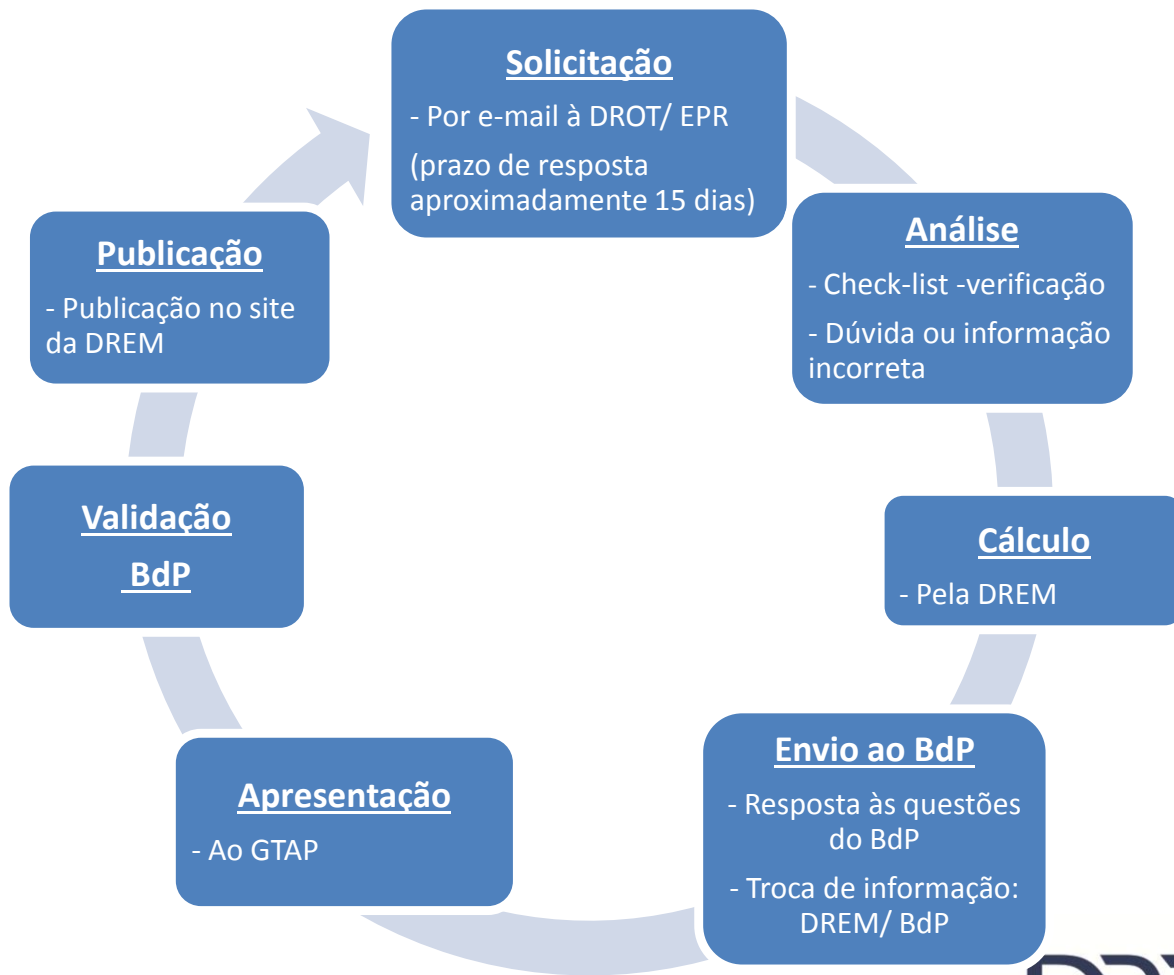 Solicitação
- Por e-mail à DROT/ EPR
(prazo de resposta
aproximadamente 15 dias)
Análise
- Check-list -verificação
- Dúvida ou informação
incorreta
Cálculo
- Pela DREM
Envio ao BdP
- Resposta às questões
do BdP
- Troca de informação:
DREM/ BdP
Apresentação
- Ao GTAP
Validação
BdP
Publicação
- Publicação no site
da DREM